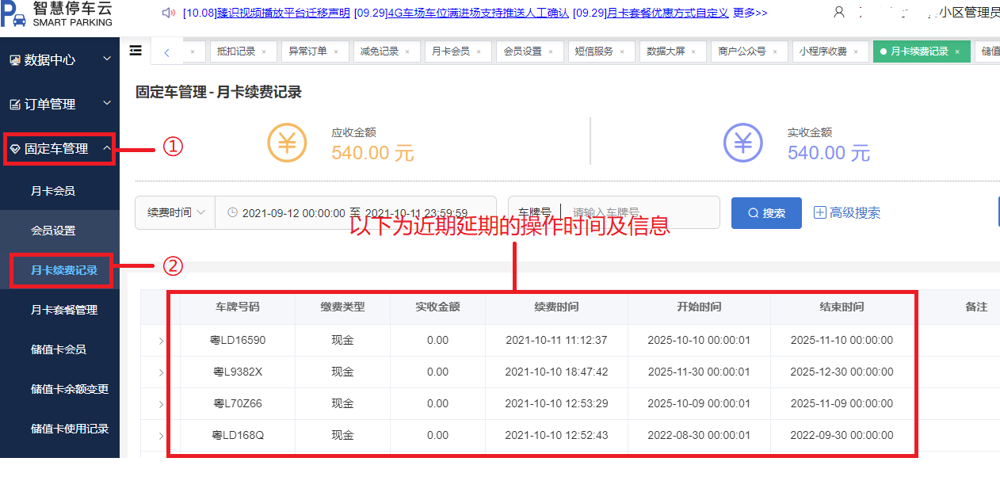 智慧停车云
SMART PARKING
[10.08]臻识视频播放平台迁移声明 [09.29]4G车场车位满进场支持推送人工确认 [09.29]月卡套餐优惠方式自定义 更多>>
小区管理员
数据中心
订单管理
固定车管理
①
月卡会员
会员设置
月卡续费记录
②
月卡套餐管理
储值卡会员
储值卡余额变更
储值卡使用记录
抵扣记录 × 异常订单 × 减免记录 × 月卡会员 × 会员设置 × 短信服务 × 数据大屏 × 商户公众号 × 小程序收费 × 月卡续费记录 × 储值
固定车管理 - 月卡续费记录
应收金额
540.00 元
实收金额
540.00 元
续费时间 2021-09-12 00:00:00 至 2021-10-11 23:59:59 车牌号 请输入车牌号 搜索 高级搜索
以下为近期延期的操作时间及信息
车牌号码 缴费类型 实收金额 续费时间 开始时间 结束时间 备注
粤LD16590 现金 0.00 2021-10-11 11:12:37 2025-10-10 00:00:01 2025-11-10 00:00:00
粤L9382X 现金 0.00 2021-10-10 18:47:42 2025-11-30 00:00:01 2025-12-30 00:00:00
粤L70Z66 现金 0.00 2021-10-10 12:53:29 2025-10-09 00:00:01 2025-11-09 00:00:00
粤LD168Q 现金 0.00 2021-10-10 12:52:43 2022-08-30 00:00:01 2022-09-30 00:00:00